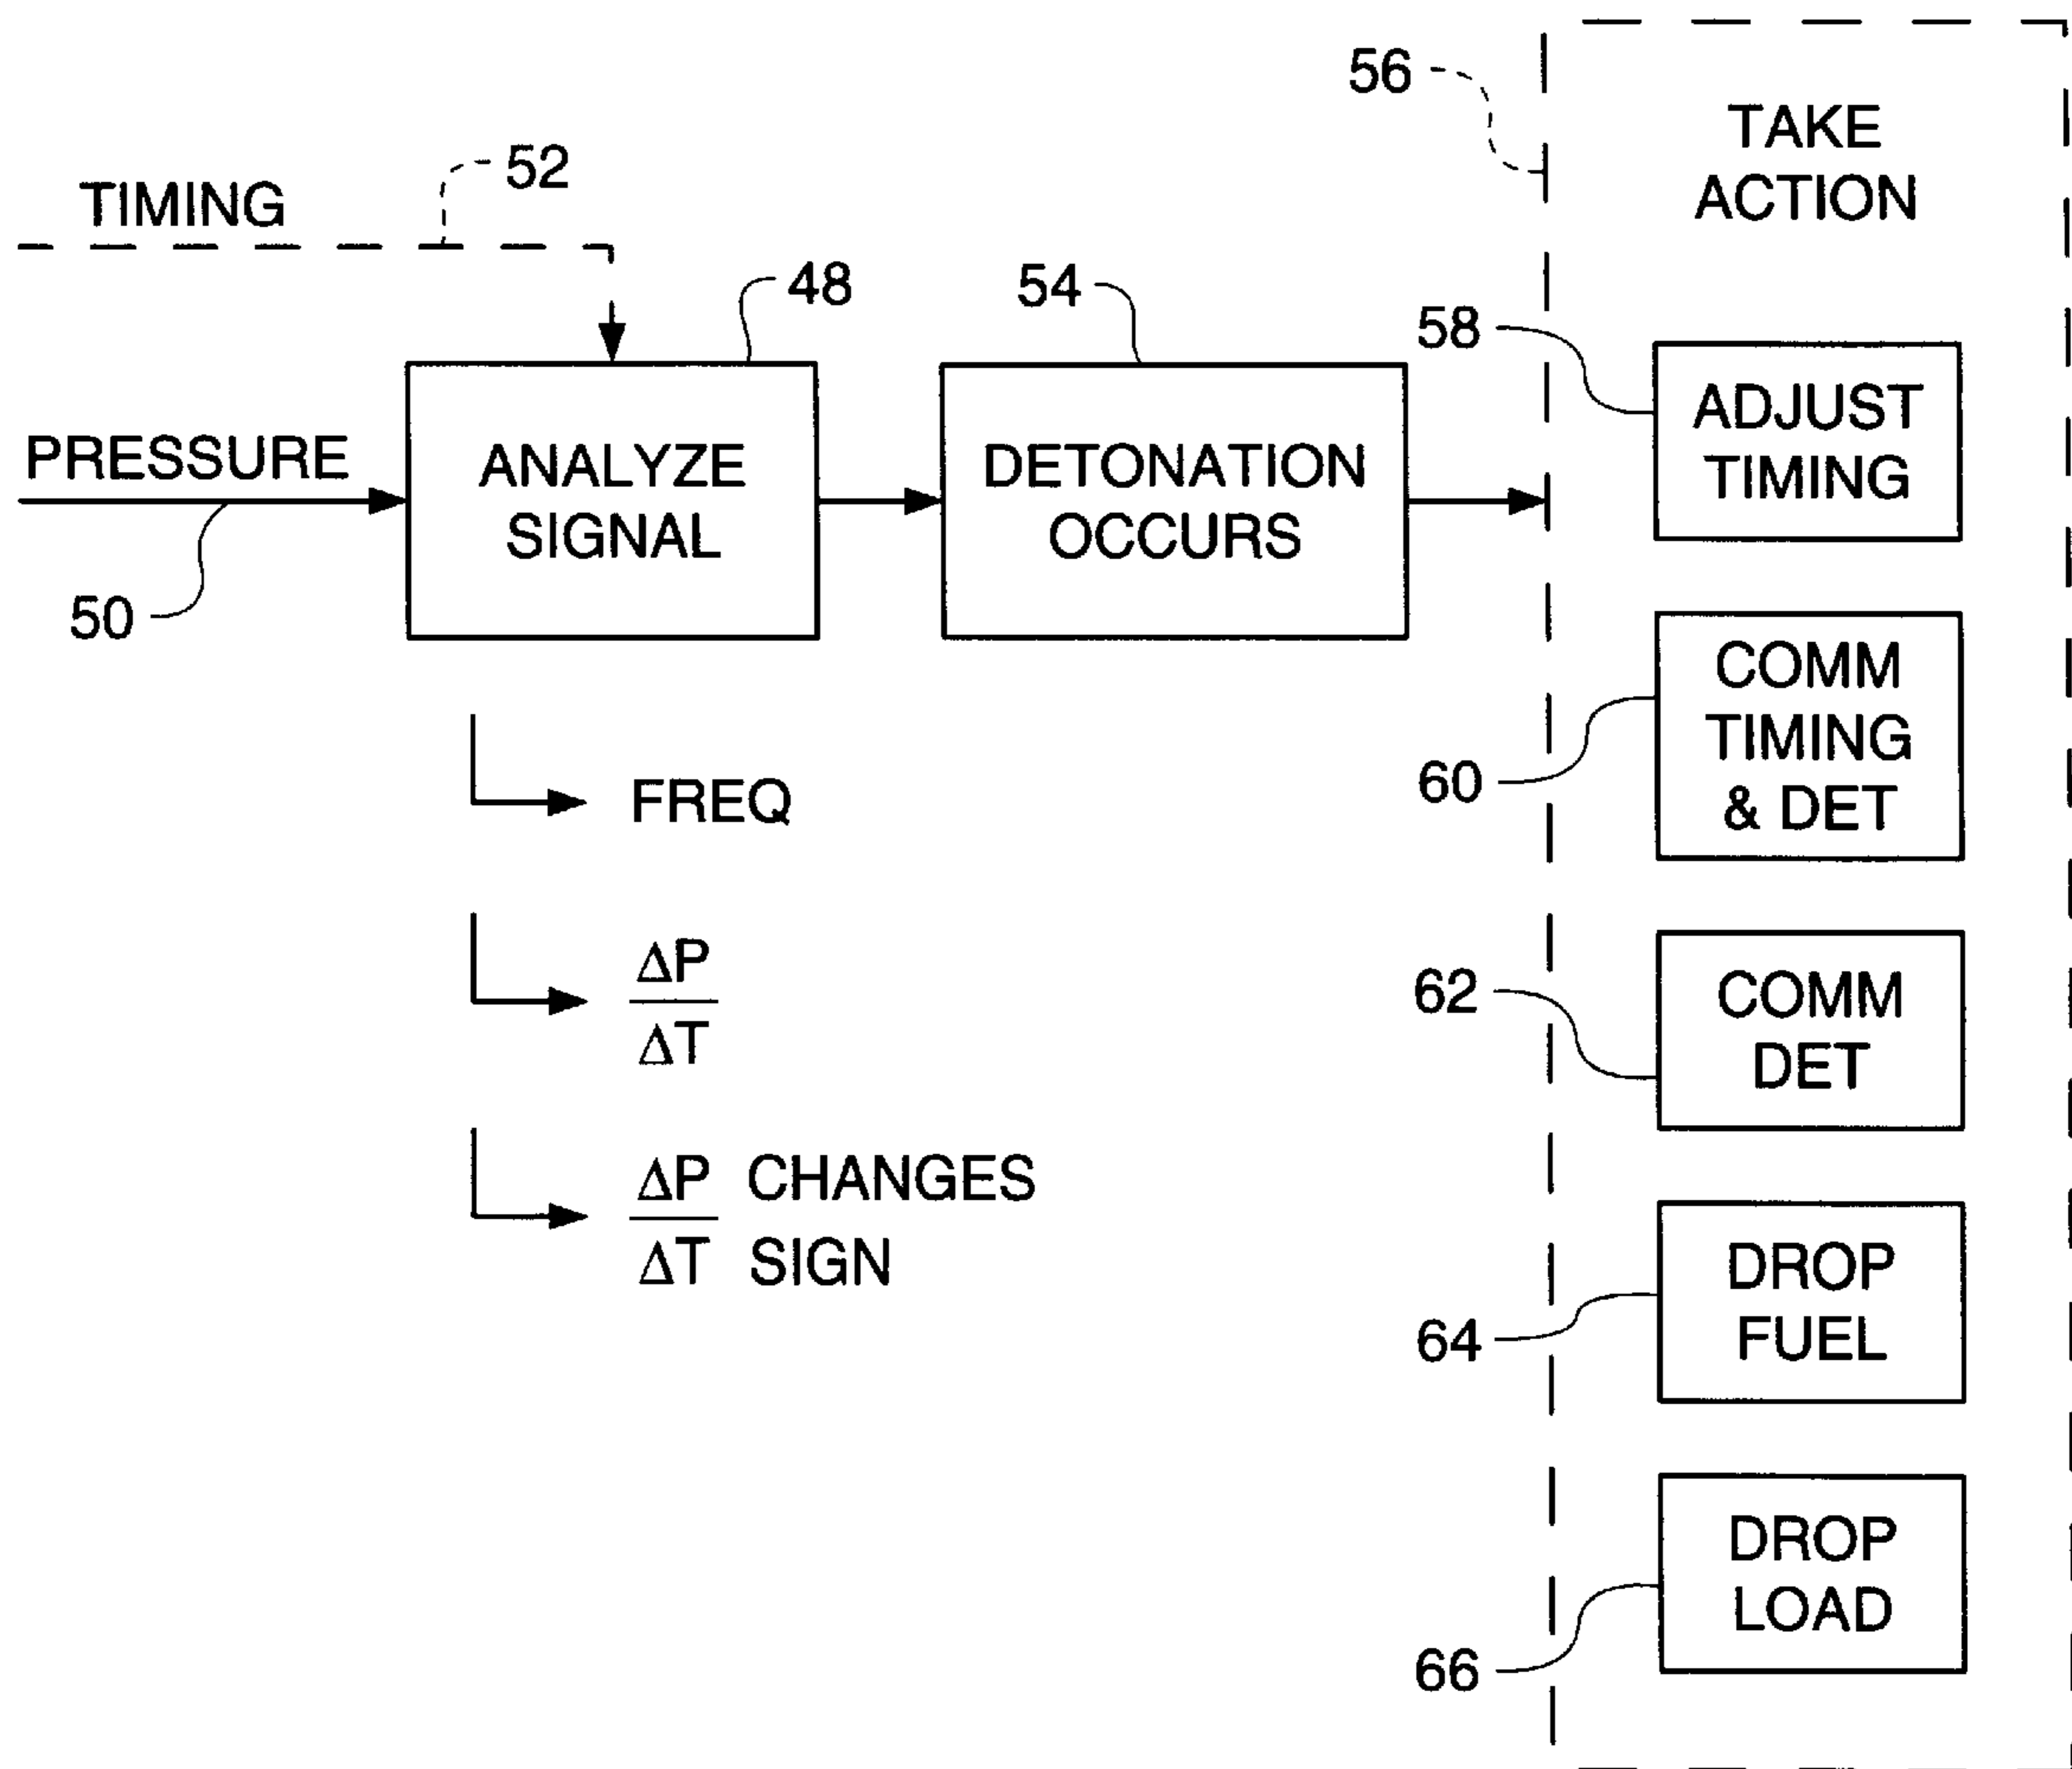 TIMING
52
PRESSURE
50
48
ANALYZE
SIGNAL
54
DETONATION
OCCURS
FREQ
ΔP
ΔT
ΔP CHANGES
ΔT SIGN
56
TAKE
ACTION
58
ADJUST
TIMING
60
COMM
TIMING
& DET
62
COMM
DET
64
DROP
FUEL
66
DROP
LOAD